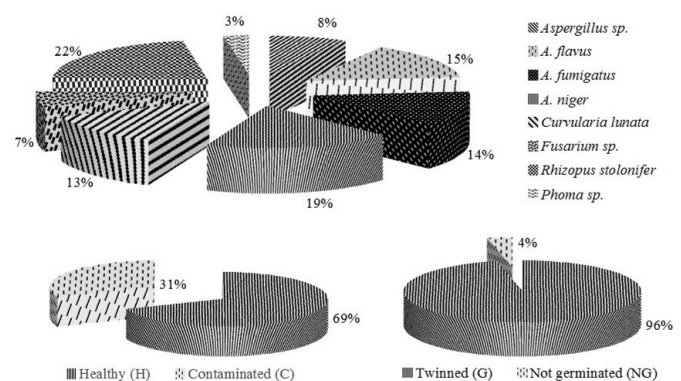 3%
8%
22%
15%
7%
14%
13%
19%
Aspergillus sp.
A. flavus
A. fumigatus
A. niger
Curvularia lunata
Fusarium sp.
Rhizopus stolonifer
Phoma sp.
31%
69%
Healthy (H) Contaminated (C)
4%
96%
Twinned (G) Not germinated (NG)